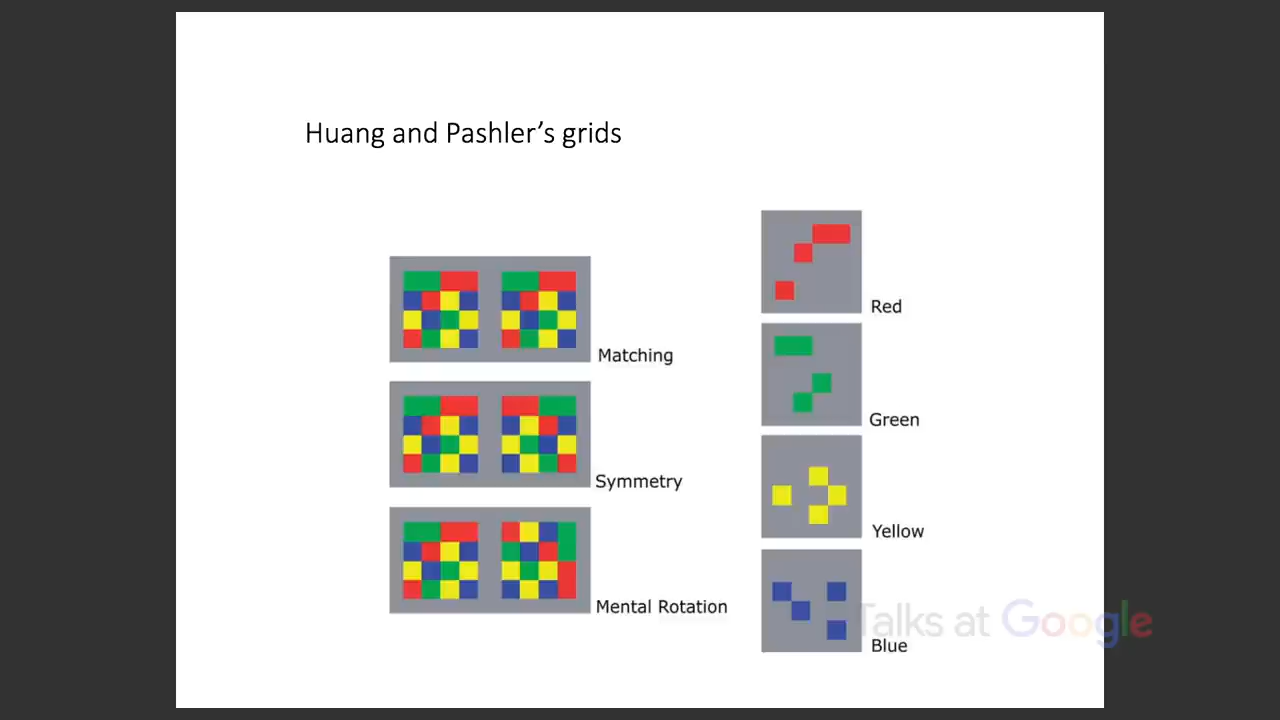 Huang and Pashler's grids
Matching
Symmetry
Mental Rotation
Red
Green
Yellow
Blue
Talks at Google